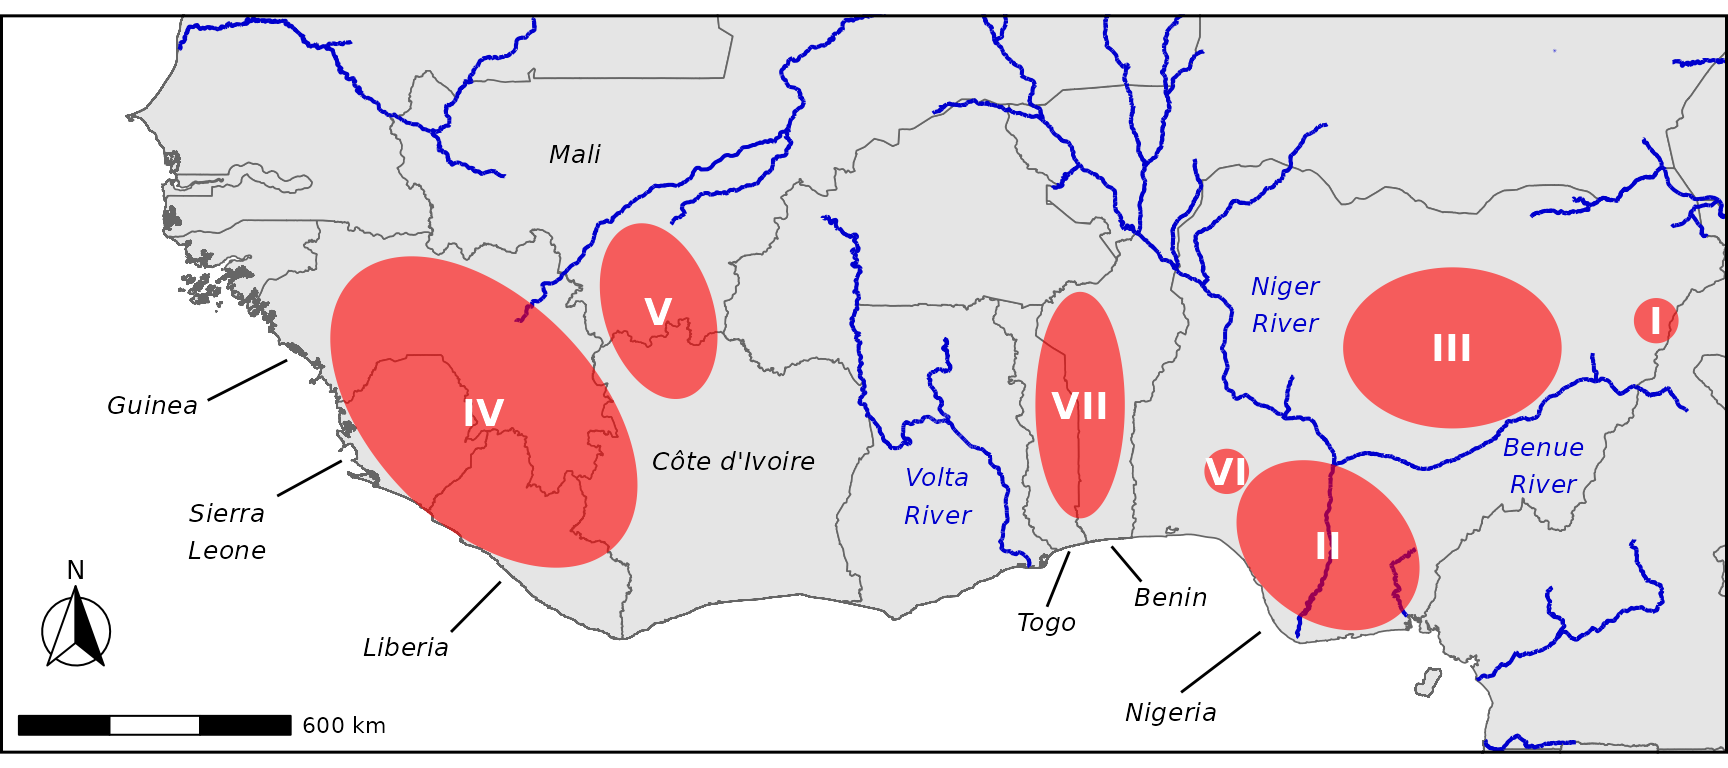 Mali
V
Niger
River
I
III
Guinea
IV
VII
Côte d'Ivoire
Volta
River
VI
Benue
River
Sierra
Leone
II
N
Togo
Benin
Liberia
Nigeria
600 km